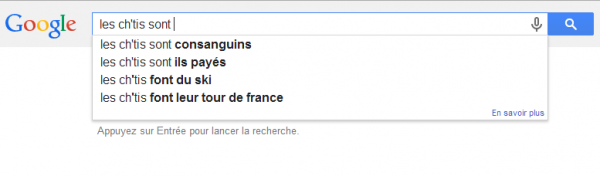 Google les ch'tis sont
les ch'tis sont consanguins
les ch'tis sont ils payés
les ch'tis font du ski
les ch'tis font leur tour de france
En savoir plus
Appuyez sur Entrée pour lancer la recherche.